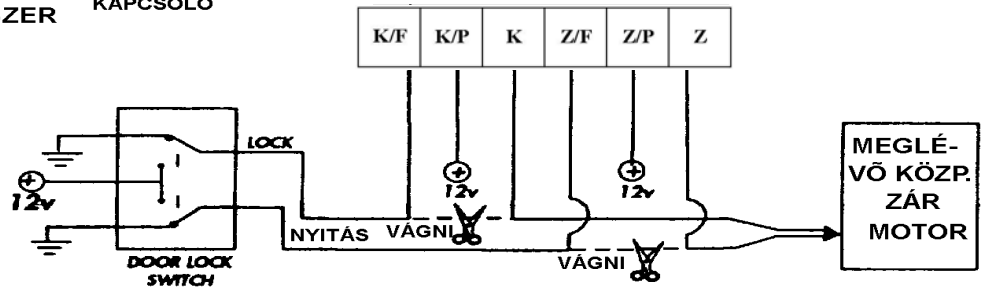 KAPCSOLÓ
ZER
K/F K/P K Z/F Z/P Z
LOCK
12v
12v
12v
MEGLÉ-
VÕ KÖZP.
ZÁR
MOTOR
NYITÁS
VÁGNI
VÁGNI
DOOR LOCK
SWITCH